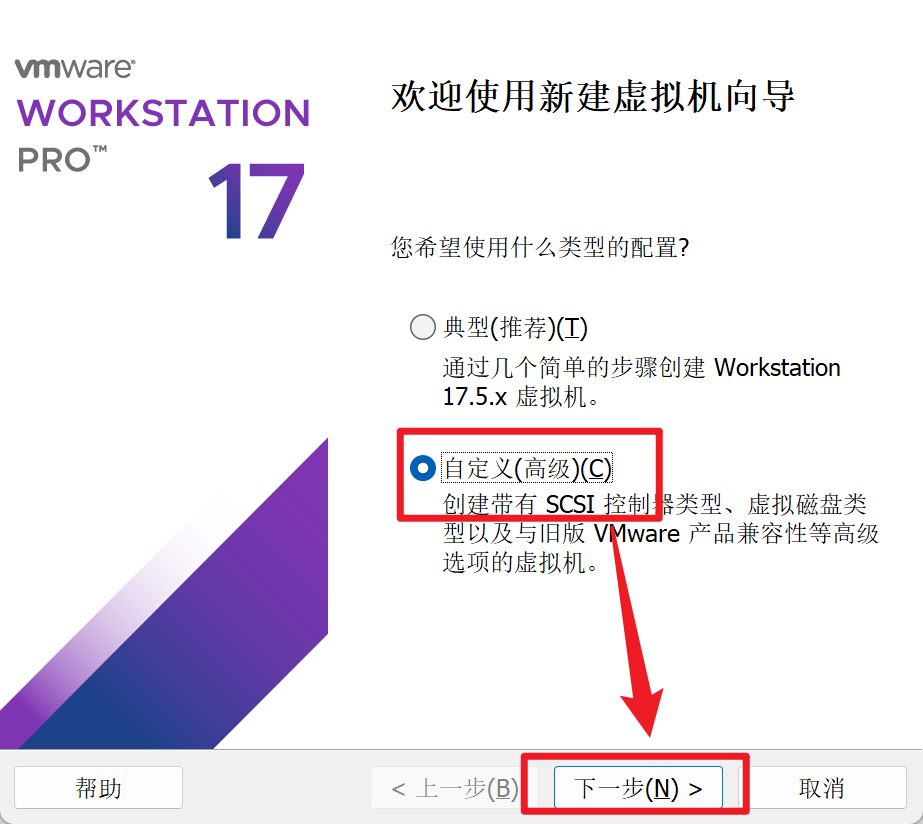 vmware®
WORKSTATION
PRO™
17
欢迎使用新建虚拟机向导
您希望使用什么类型的配置?
典型(推荐)(T)
通过几个简单的步骤创建 Workstation
17.5.x 虚拟机。
自定义(高级)(C)
创建带有 SCSI 控制器类型、虚拟磁盘类
型以及与旧版 VMware 产品兼容性等高级
选项的虚拟机。
帮助
< 上一步(B)
下一步(N) >
取消